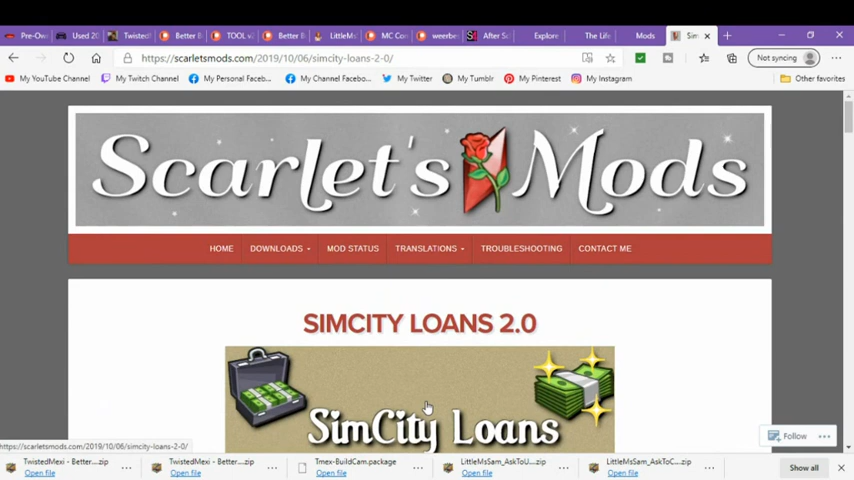 Pre-Ow Used 20 Twisted Better B TOOL v Better B LittleMs MC Con weerbe After Se Explore The Life Mods Sim
https://scarletsmods.com/2019/10/06/simcity-loans-2-0/ Not syncing
My YouTube Channel My Twitch Channel My Personal Faceb... My Channel Faceboo... My Twitter My Tumblr My Pinterest My Instagram Other favorites
Scarlet's Mods
HOME DOWNLOADS MOD STATUS TRANSLATIONS TROUBLESHOOTING CONTACT ME
SIMCITY LOANS 2.0
SimCity Loans
Follow
https://scarletsmods.com/2019/10/06/simcity-loans-2-0/
TwistedMexi - Better....zip TwistedMexi - Better....zip Tmex-BuildCam.package LittleMsSam_AskToU....zip LittleMsSam_AskToC....zip Show all
Open file Open file Open file Open file Open file